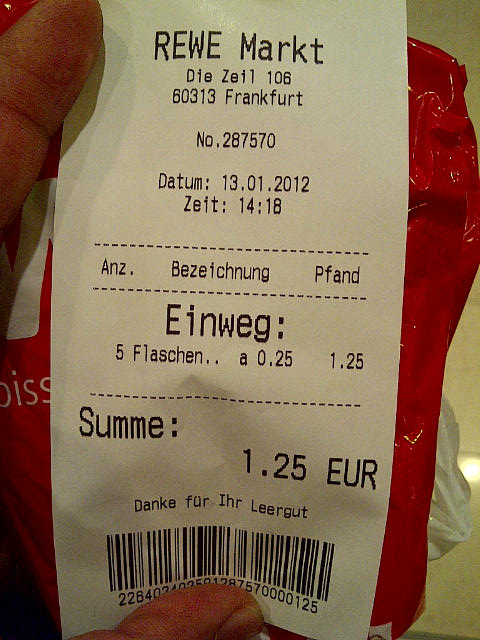 REWE Markt
Die Zeil 106
60313 Frankfurt
No.287570
Datum: 13.01.2012
Zeit: 14:18
Anz. Bezeichnung Pfand
Einweg:
5 Flaschen.. a 0.25 1.25
Summe:
1.25 EUR
Danke für Ihr Leergut